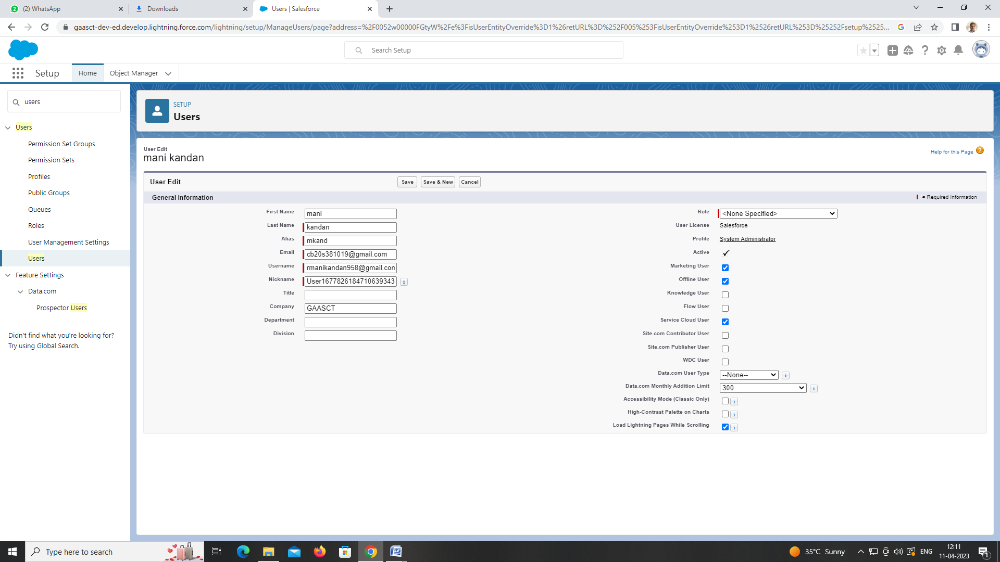 (2) WhatsApp
Downloads
Users | Salesforce
gaasct-dev-ed.develop.lightning.force.com/lightning/setup/ManageUsers/page?address=%2F0052w00000FGtyW%2Fe%3FisUserEntityOverride%3D1%26retURL%3D%252F005%253FisUserEntityOverride%253D1%2526retURL%253D%25252Fsetup%2525...
Search Setup
Setup
Home
Object Manager
users
SETUP
Users
Users
Permission Set Groups
Permission Sets
Profiles
Public Groups
Queues
Roles
User Management Settings
Users
Feature Settings
Data.com
Prospector Users
Didn't find what you're looking for?
Try using Global Search.
User Edit
mani kandan
Help for this Page
User Edit
Save
Save & New
Cancel
General Information
= Required Information
First Name mani
Last Name kandan
Alias mkand
Email cb20s381019@gmail.com
Username rmanikandan958@gmail.con
Nickname User1677826184710639343
Title
Company GAASCT
Department
Division
Role <None Specified>
User License Salesforce
Profile System Administrator
Active
Marketing User
Offline User
Knowledge User
Flow User
Service Cloud User
Site.com Contributor User
Site.com Publisher User
WDC User
Data.com User Type --None--
Data.com Monthly Addition Limit 300
Accessibility Mode (Classic Only)
High-Contrast Palette on Charts
Load Lightning Pages While Scrolling
Type here to search
35°C Sunny
ENG
12:11
11-04-2023
1